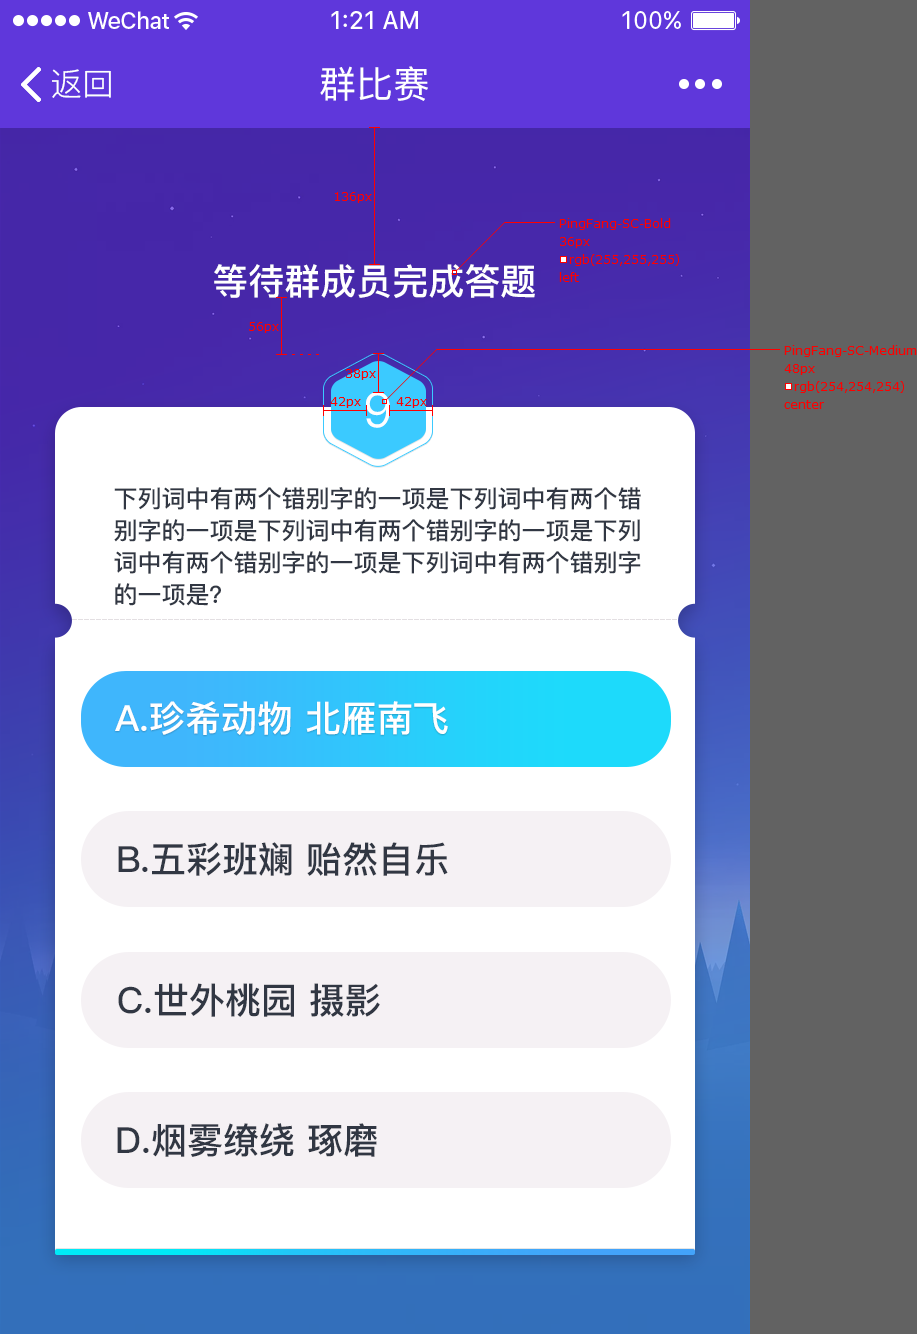 WeChat 1:21 AM 100%
返回 群比赛
136px
PingFang-SC-Bold
36px
rgb(255,255,255)
left
等待群成员完成答题
56px
PingFang-SC-Medium
48px
rgb(254,254,254)
center
38px
42px 42px
9
下列词中有两个错别字的一项是下列词中有两个错
别字的一项是下列词中有两个错别字的一项是下列
词中有两个错别字的一项是下列词中有两个错别字
的一项是?
A.珍希动物 北雁南飞
B.五彩班斓 贻然自乐
C.世外桃园 摄影
D.烟雾缭绕 琢磨